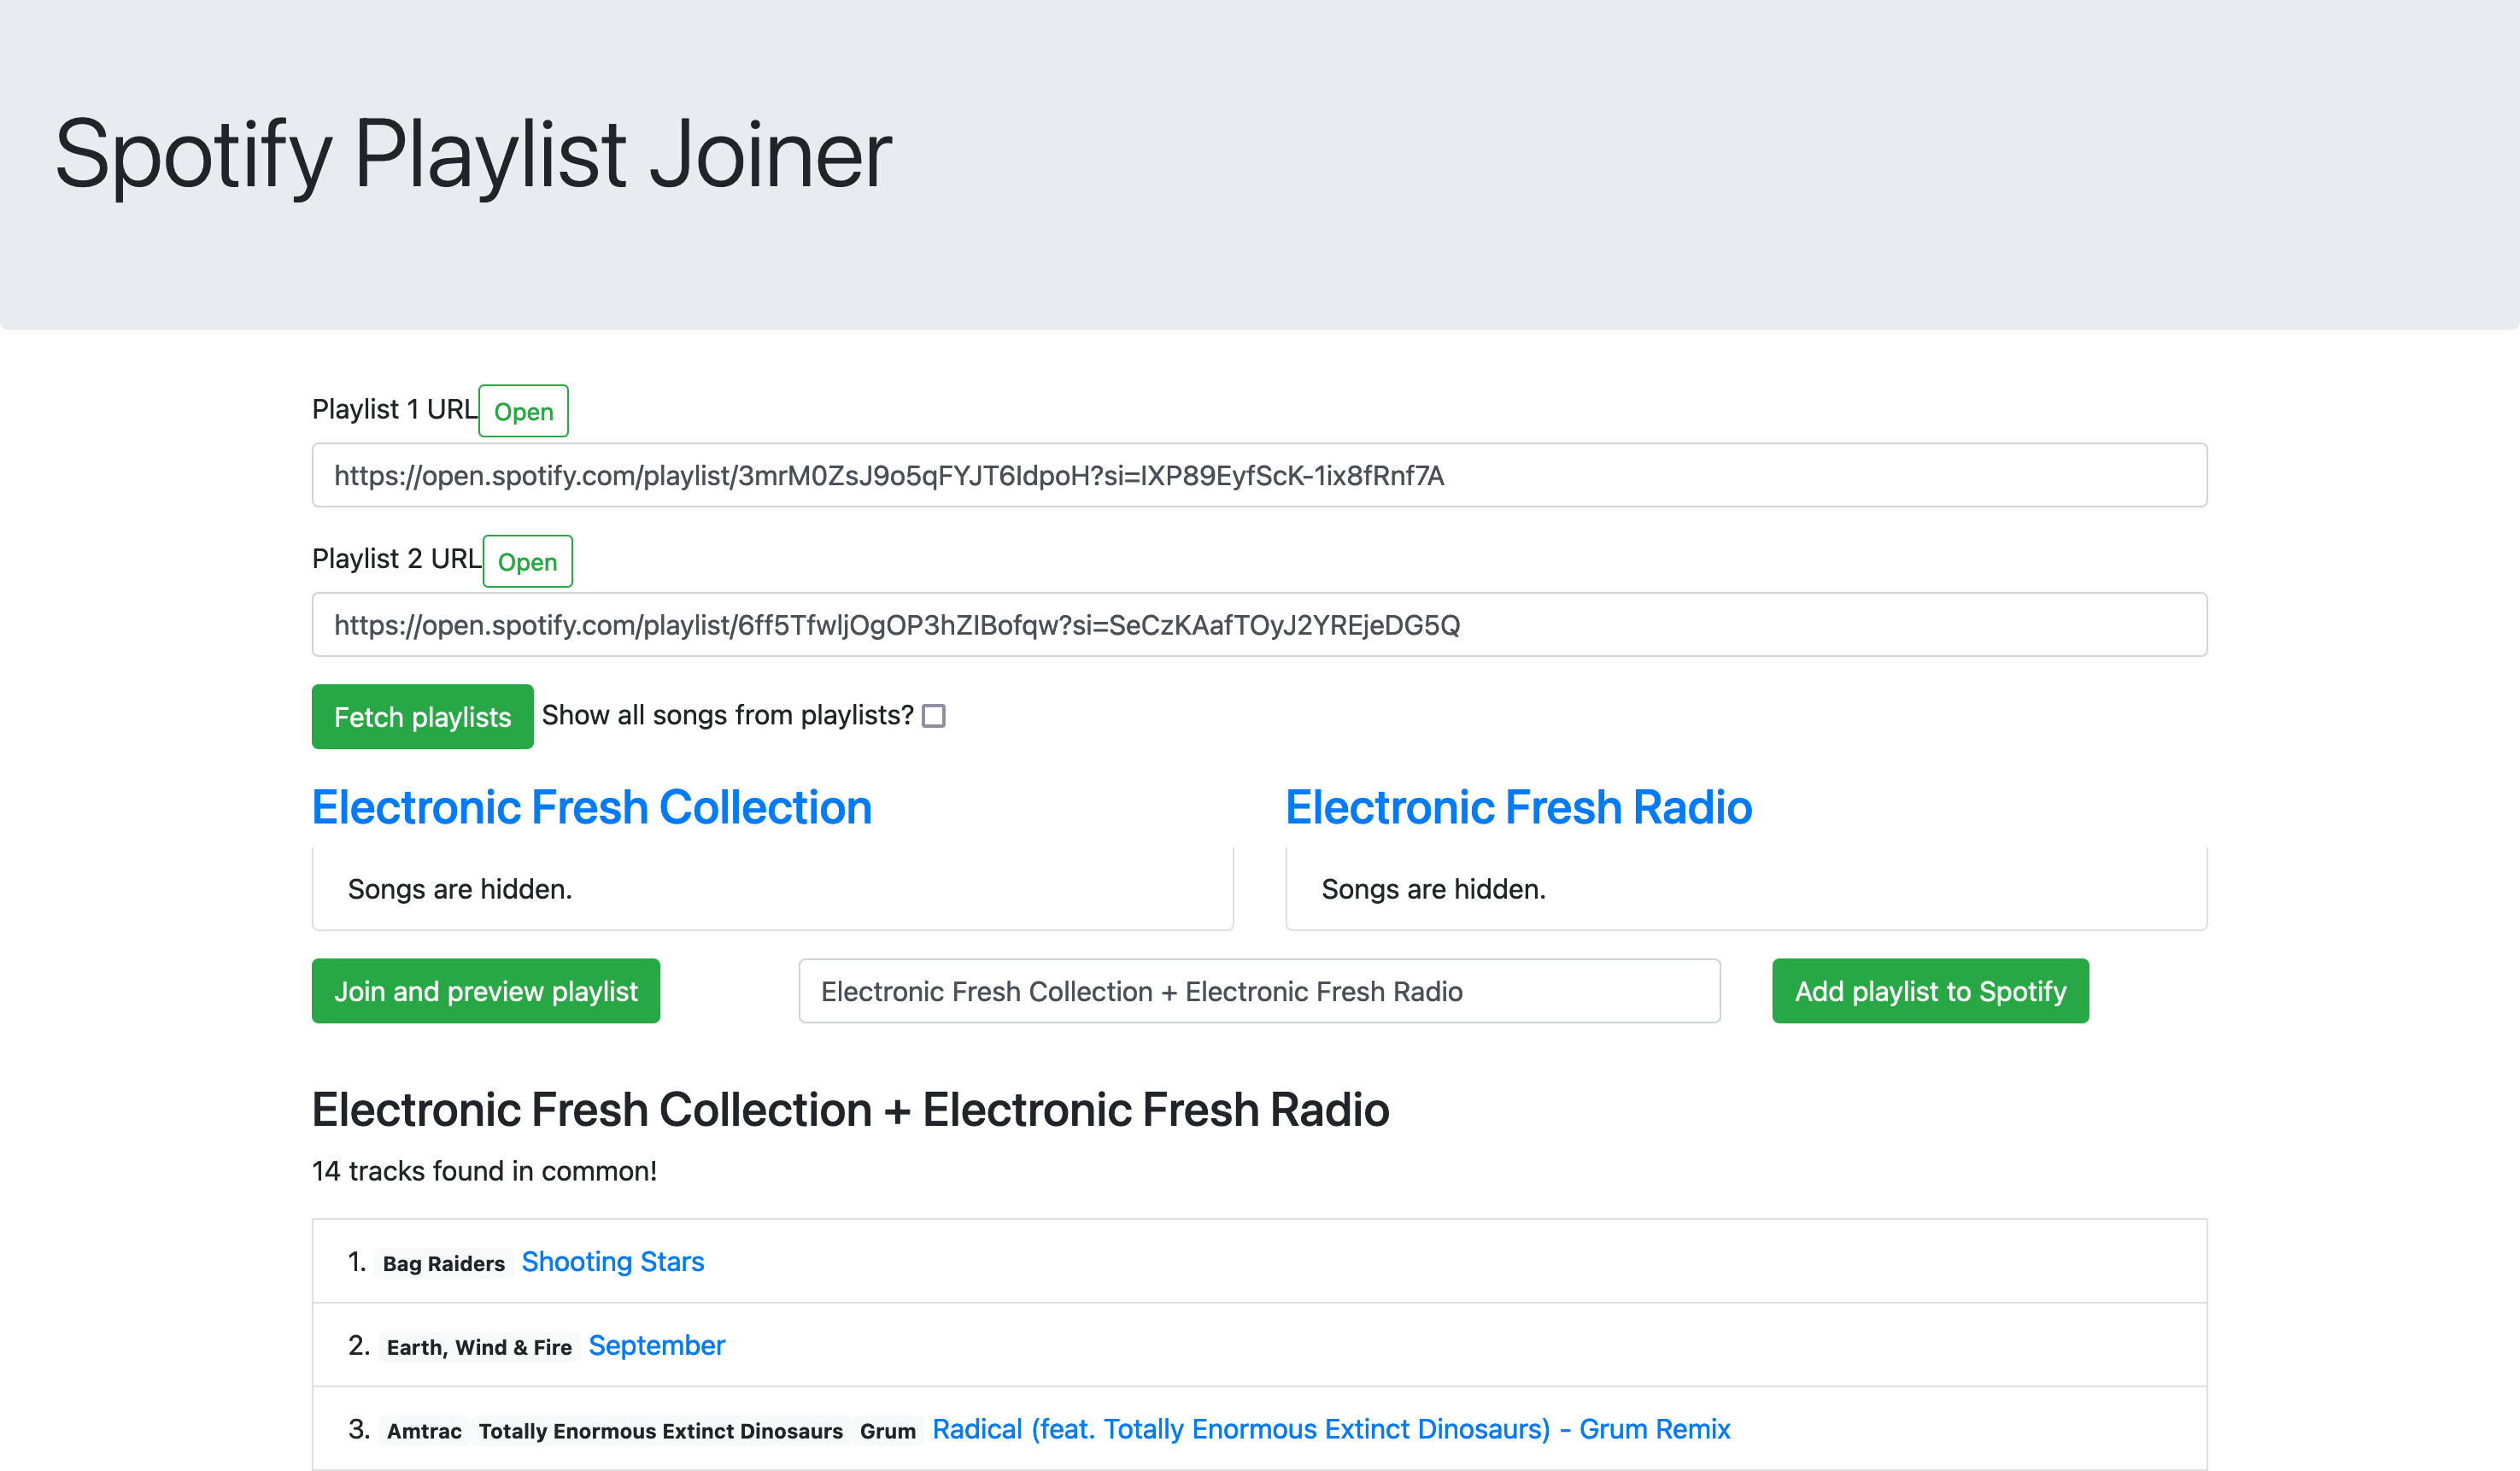 Spotify Playlist Joiner
Playlist 1 URL Open
https://open.spotify.com/playlist/3mrM0ZsJ9o5qFYJT6IdpoH?si=IXP89EyfScK-1ix8fRnf7A
Playlist 2 URL Open
https://open.spotify.com/playlist/6ff5TfwljOgOP3hZIBofqw?si=SeCzKAafTOyJ2YREjeDG5Q
Fetch playlists Show all songs from playlists?
Electronic Fresh Collection Electronic Fresh Radio
Songs are hidden. Songs are hidden.
Join and preview playlist Electronic Fresh Collection + Electronic Fresh Radio Add playlist to Spotify
Electronic Fresh Collection + Electronic Fresh Radio
14 tracks found in common!
1. Bag Raiders Shooting Stars
2. Earth, Wind & Fire September
3. Amtrac Totally Enormous Extinct Dinosaurs Grum Radical (feat. Totally Enormous Extinct Dinosaurs) - Grum Remix